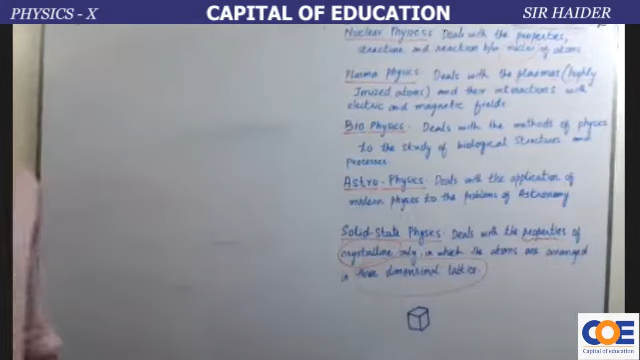 PHYSICS - X CAPITAL OF EDUCATION SIR HAIDER
Nuclear Physics: Deals with the properties,
structure and reaction b/w nuclei of atoms
Plasma Physics: Deals with the plasmas (highly
Ionized atoms) and their interactions with
electric and magnetic fields
Bio Physics: Deals with the methods of physics
to the study of biological structures and
processes.
Astro-Physics: Deals with the application of
modern physics to the problems of Astronomy
Solid-State Physics: Deals with the properties of
crystalline only, in which the atoms are arranged
in three dimensional lattice.
COE
Capital of education